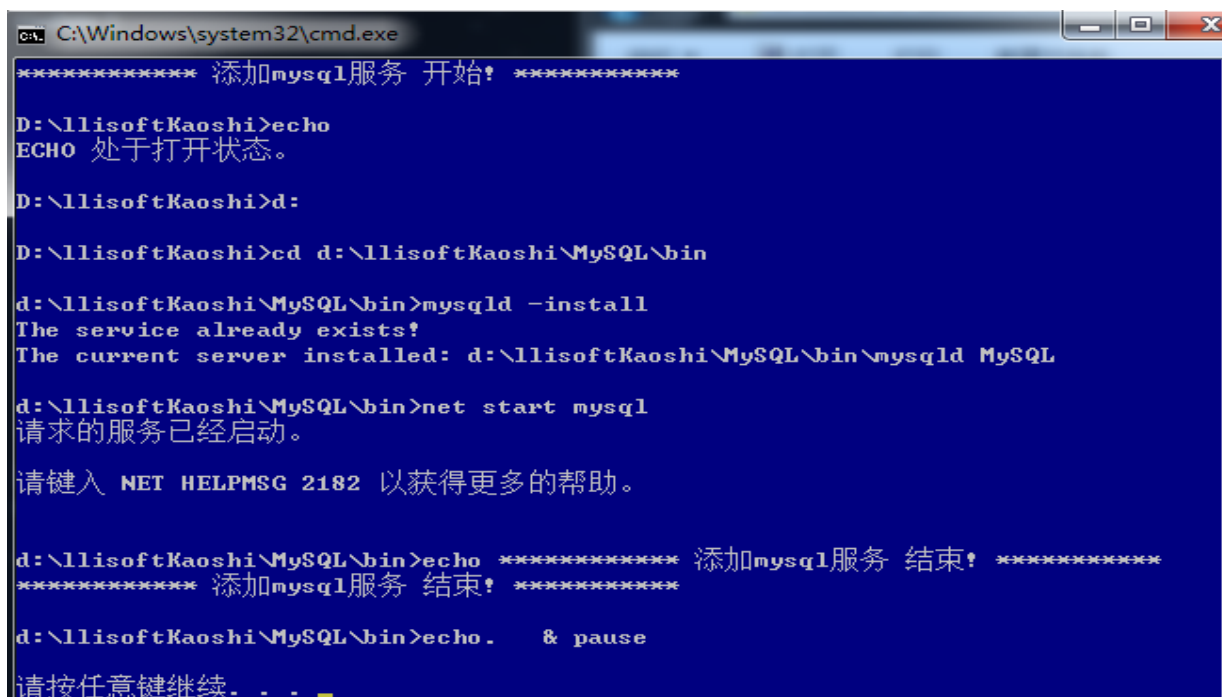 C:\Windows\system32\cmd.exe
************ 添加mysql服务 开始! ***********
D:\llisoftKaoshi>echo
ECHO 处于打开状态。
D:\llisoftKaoshi>d:
D:\llisoftKaoshi>cd d:\llisoftKaoshi\MySQL\bin
d:\llisoftKaoshi\MySQL\bin>mysqld -install
The service already exists!
The current server installed: d:\llisoftKaoshi\MySQL\bin\mysqld MySQL
d:\llisoftKaoshi\MySQL\bin>net start mysql
请求的服务已经启动。
请键入 NET HELPMSG 2182 以获得更多的帮助。
d:\llisoftKaoshi\MySQL\bin>echo ************ 添加mysql服务 结束! ***********
************ 添加mysql服务 结束! ***********
d:\llisoftKaoshi\MySQL\bin>echo.   & pause
请按任意键继续. . .